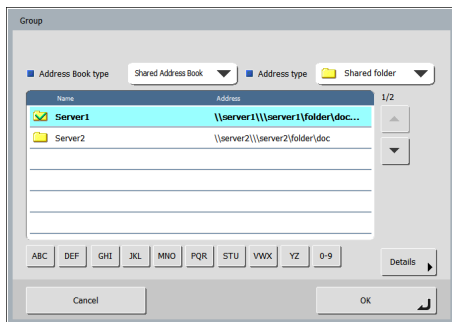 Group
Address Book type Shared Address Book Address type Shared folder
Name Address 1/2
Server1 \\server1\\\server1\folder\doc...
Server2 \\server2\\\server2\folder\doc
ABC DEF GHI JKL MNO PQR STU VWX YZ 0-9
Details
Cancel OK